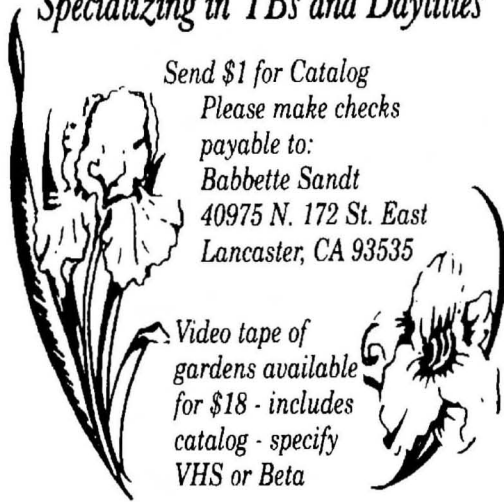 Specializing in TBs and Daylilies
Send $1 for Catalog
Please make checks
payable to:
Babbette Sandt
40975 N. 172 St. East
Lancaster, CA 93535
Video tape of
gardens available
for $18 - includes
catalog - specify
VHS or Beta